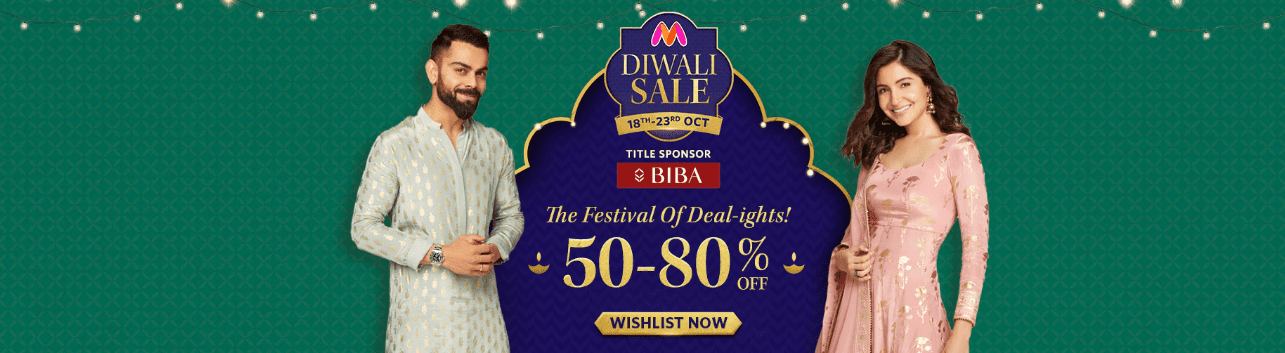 DIWALI
SALE
18TH-23RD OCT
TITLE SPONSOR
BIBA
The Festival Of Deal-ights!
50-80% OFF
WISHLIST NOW